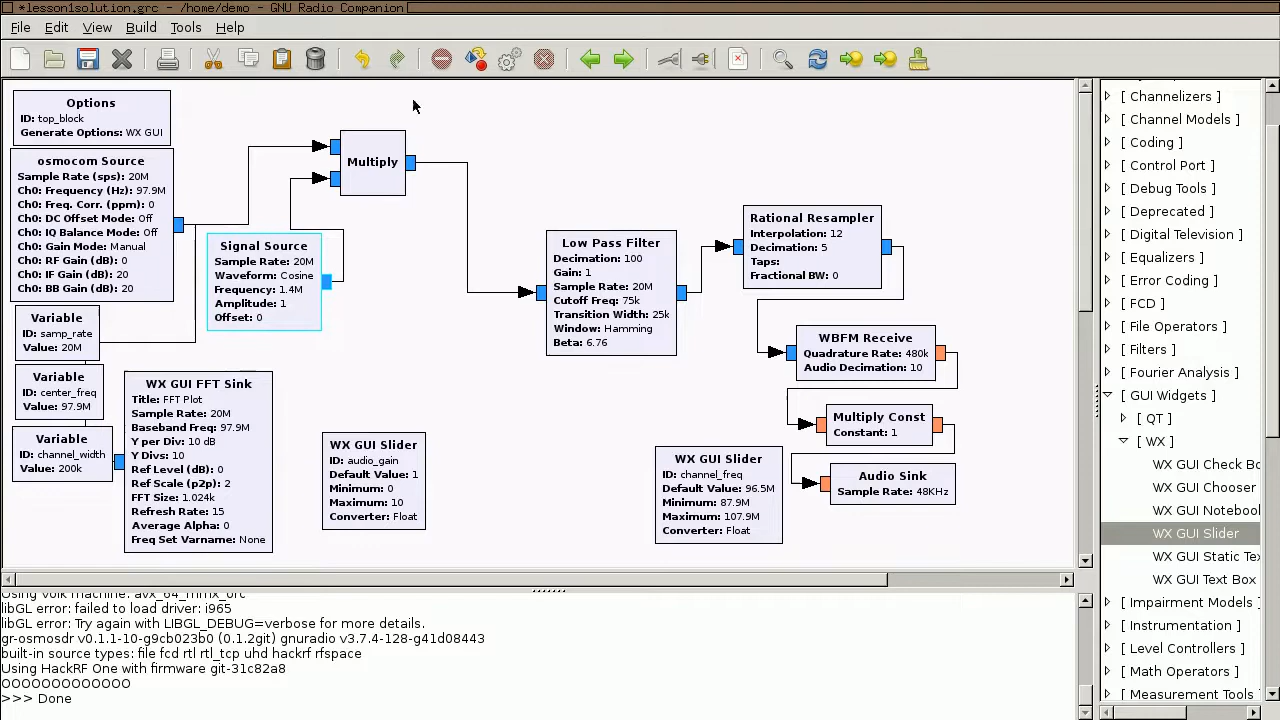 *lesson1solution.grc - /home/demo - GNU Radio Companion
File Edit View Build Tools Help
Options
ID: top_block
Generate Options: WX GUI
osmocom Source
Sample Rate (sps): 20M
Ch0: Frequency (Hz): 97.9M
Ch0: Freq. Corr. (ppm): 0
Ch0: DC Offset Mode: Off
Ch0: IQ Balance Mode: Off
Ch0: Gain Mode: Manual
Ch0: RF Gain (dB): 0
Ch0: IF Gain (dB): 20
Ch0: BB Gain (dB): 20
Variable
ID: samp_rate
Value: 20M
Variable
ID: center_freq
Value: 97.9M
Variable
ID: channel_width
Value: 200k
Signal Source
Sample Rate: 20M
Waveform: Cosine
Frequency: 1.4M
Amplitude: 1
Offset: 0
Multiply
WX GUI FFT Sink
Title: FFT Plot
Sample Rate: 20M
Baseband Freq: 97.9M
Y per Div: 10 dB
Y Divs: 10
Ref Level (dB): 0
Ref Scale (p2p): 2
FFT Size: 1.024k
Refresh Rate: 15
Average Alpha: 0
Freq Set Varname: None
WX GUI Slider
ID: audio_gain
Default Value: 1
Minimum: 0
Maximum: 10
Converter: Float
Low Pass Filter
Decimation: 100
Gain: 1
Sample Rate: 20M
Cutoff Freq: 75k
Transition Width: 25k
Window: Hamming
Beta: 6.76
Rational Resampler
Interpolation: 12
Decimation: 5
Taps:
Fractional BW: 0
WBFM Receive
Quadrature Rate: 480k
Audio Decimation: 10
Multiply Const
Constant: 1
Audio Sink
Sample Rate: 48KHz
WX GUI Slider
ID: channel_freq
Default Value: 96.5M
Minimum: 87.9M
Maximum: 107.9M
Converter: Float
[ Channelizers ]
[ Channel Models ]
[ Coding ]
[ Control Port ]
[ Debug Tools ]
[ Deprecated ]
[ Digital Television ]
[ Equalizers ]
[ Error Coding ]
[ FCD ]
[ File Operators ]
[ Filters ]
[ Fourier Analysis ]
[ GUI Widgets ]
[ QT ]
[ WX ]
WX GUI Check Bo
WX GUI Chooser
WX GUI Notebool
WX GUI Slider
WX GUI Static Te
WX GUI Text Box
[ Impairment Models ]
[ Instrumentation ]
[ Level Controllers ]
[ Math Operators ]
[ Measurement Tools ]
libGL error: failed to load driver: i965
libGL error: Try again with LIBGL_DEBUG=verbose for more details.
gr-osmosdr v0.1.1-10-g9cb023b0 (0.1.2git) gnuradio v3.7.4-128-g41d08443
built-in source types: file fcd rtl rtl_tcp uhd hackrf rfspace
Using HackRF One with firmware git-31c82a8
OOOOOOOOOOOOO
>>> Done